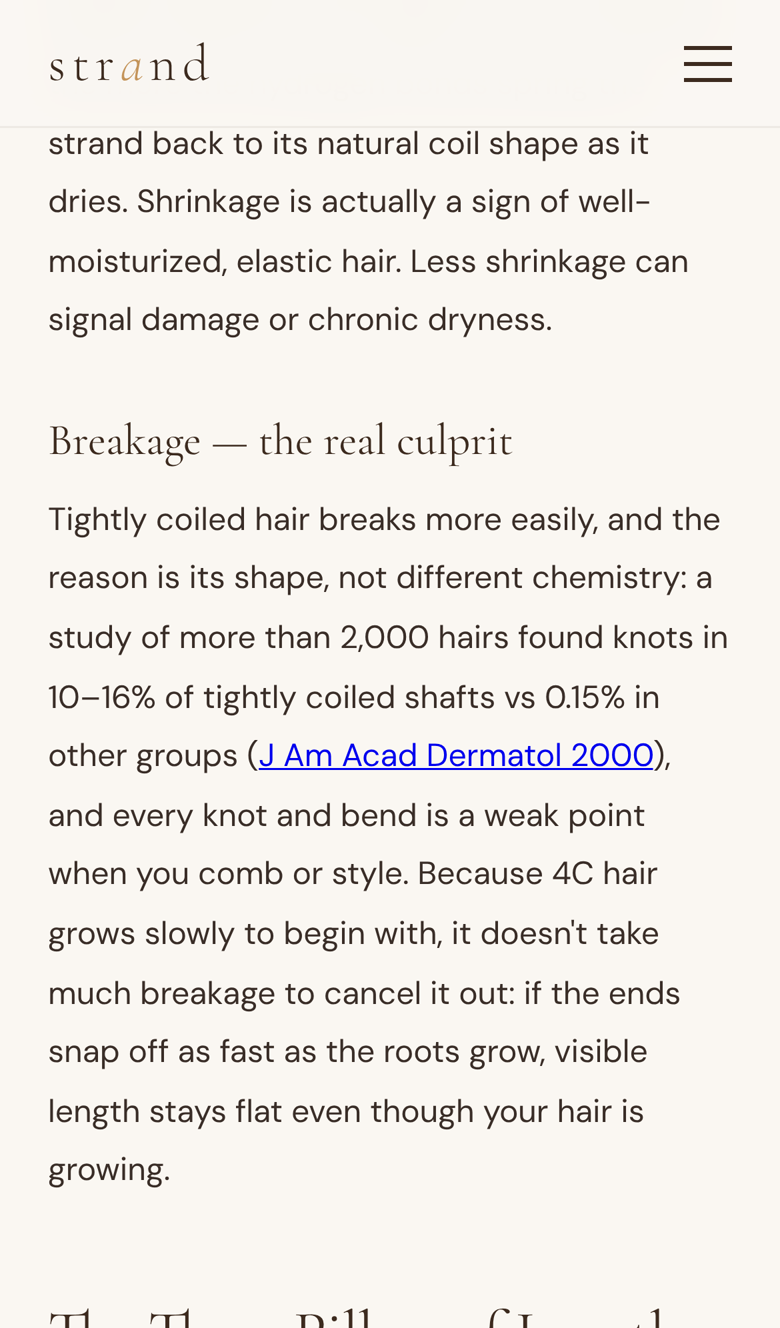 strand
strand back to its natural coil shape as it
dries. Shrinkage is actually a sign of well-
moisturized, elastic hair. Less shrinkage can
signal damage or chronic dryness.
Breakage — the real culprit
Tightly coiled hair breaks more easily, and the
reason is its shape, not different chemistry: a
study of more than 2,000 hairs found knots in
10–16% of tightly coiled shafts vs 0.15% in
other groups (J Am Acad Dermatol 2000),
and every knot and bend is a weak point
when you comb or style. Because 4C hair
grows slowly to begin with, it doesn't take
much breakage to cancel it out: if the ends
snap off as fast as the roots grow, visible
length stays flat even though your hair is
growing.